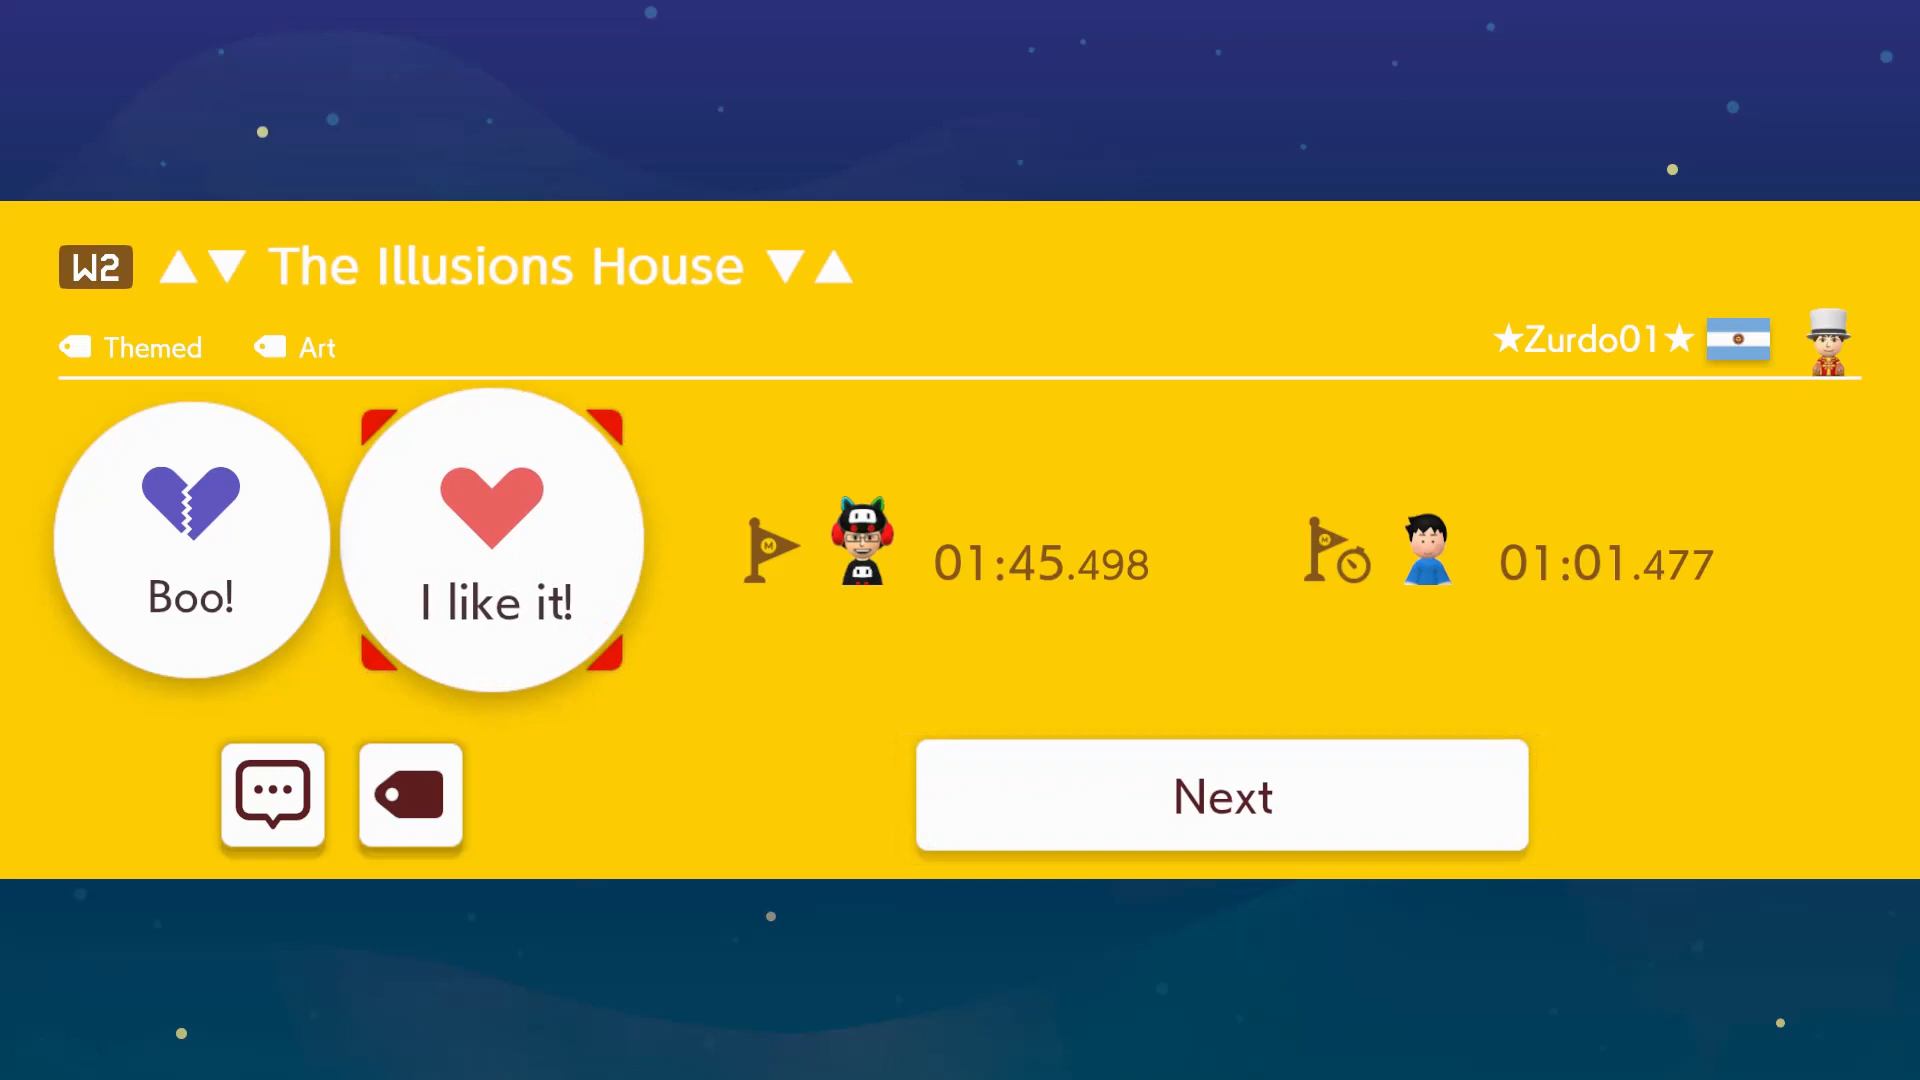 W2 ▲▼ The Illusions House ▼▲
Themed Art
★Zurdo01★
Boo!
I like it!
M 01:45.498
M 01:01.477
Next